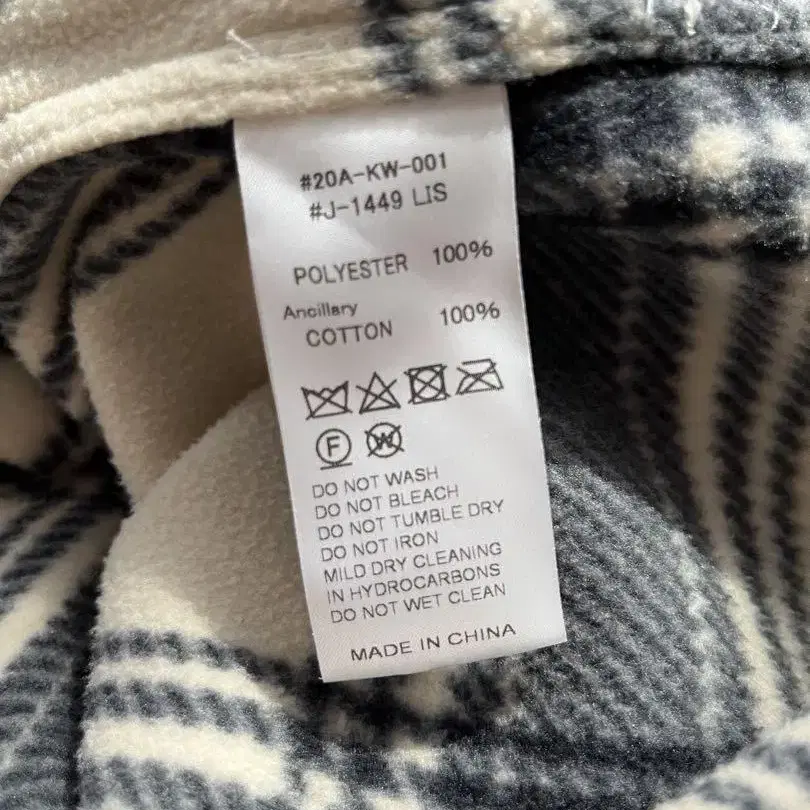 #20A-KW-001
#J-1449 LIS
POLYESTER 100%
Ancillary
COTTON 100%
F W
DO NOT WASH
DO NOT BLEACH
DO NOT TUMBLE DRY
DO NOT IRON
MILD DRY CLEANING
IN HYDROCARBONS
DO NOT WET CLEAN
MADE IN CHINA